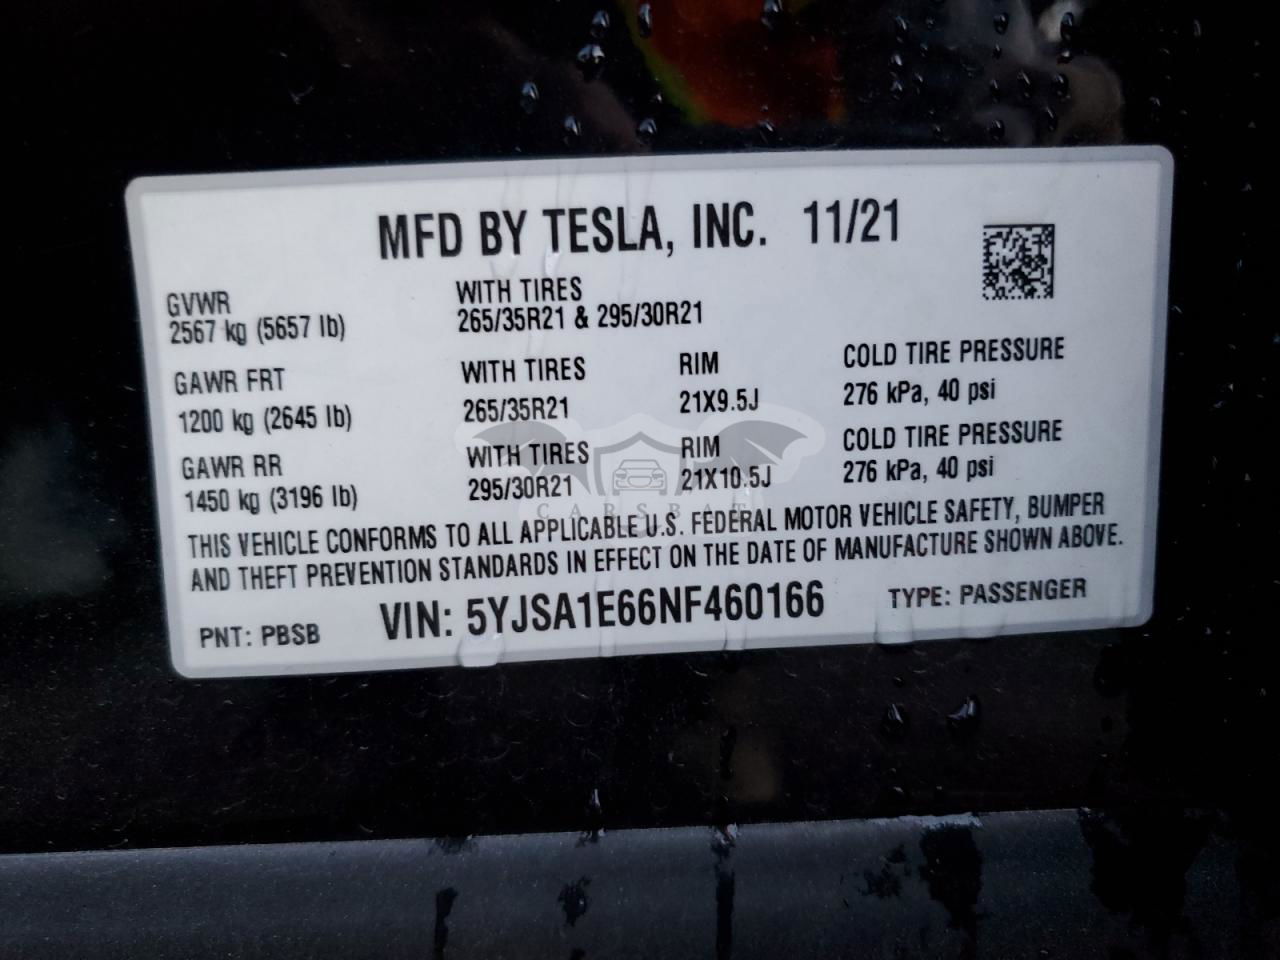 MFD BY TESLA, INC. 11/21
GVWR
2567 kg (5657 lb)
WITH TIRES
265/35R21 & 295/30R21
GAWR FRT
1200 kg (2645 lb)
WITH TIRES
265/35R21
RIM
21X9.5J
COLD TIRE PRESSURE
276 kPa, 40 psi
GAWR RR
1450 kg (3196 lb)
WITH TIRES
295/30R21
RIM
21X10.5J
COLD TIRE PRESSURE
276 kPa, 40 psi
CARSBAT
THIS VEHICLE CONFORMS TO ALL APPLICABLE U.S. FEDERAL MOTOR VEHICLE SAFETY, BUMPER
AND THEFT PREVENTION STANDARDS IN EFFECT ON THE DATE OF MANUFACTURE SHOWN ABOVE.
PNT: PBSB
VIN: 5YJSA1E66NF460166
TYPE: PASSENGER